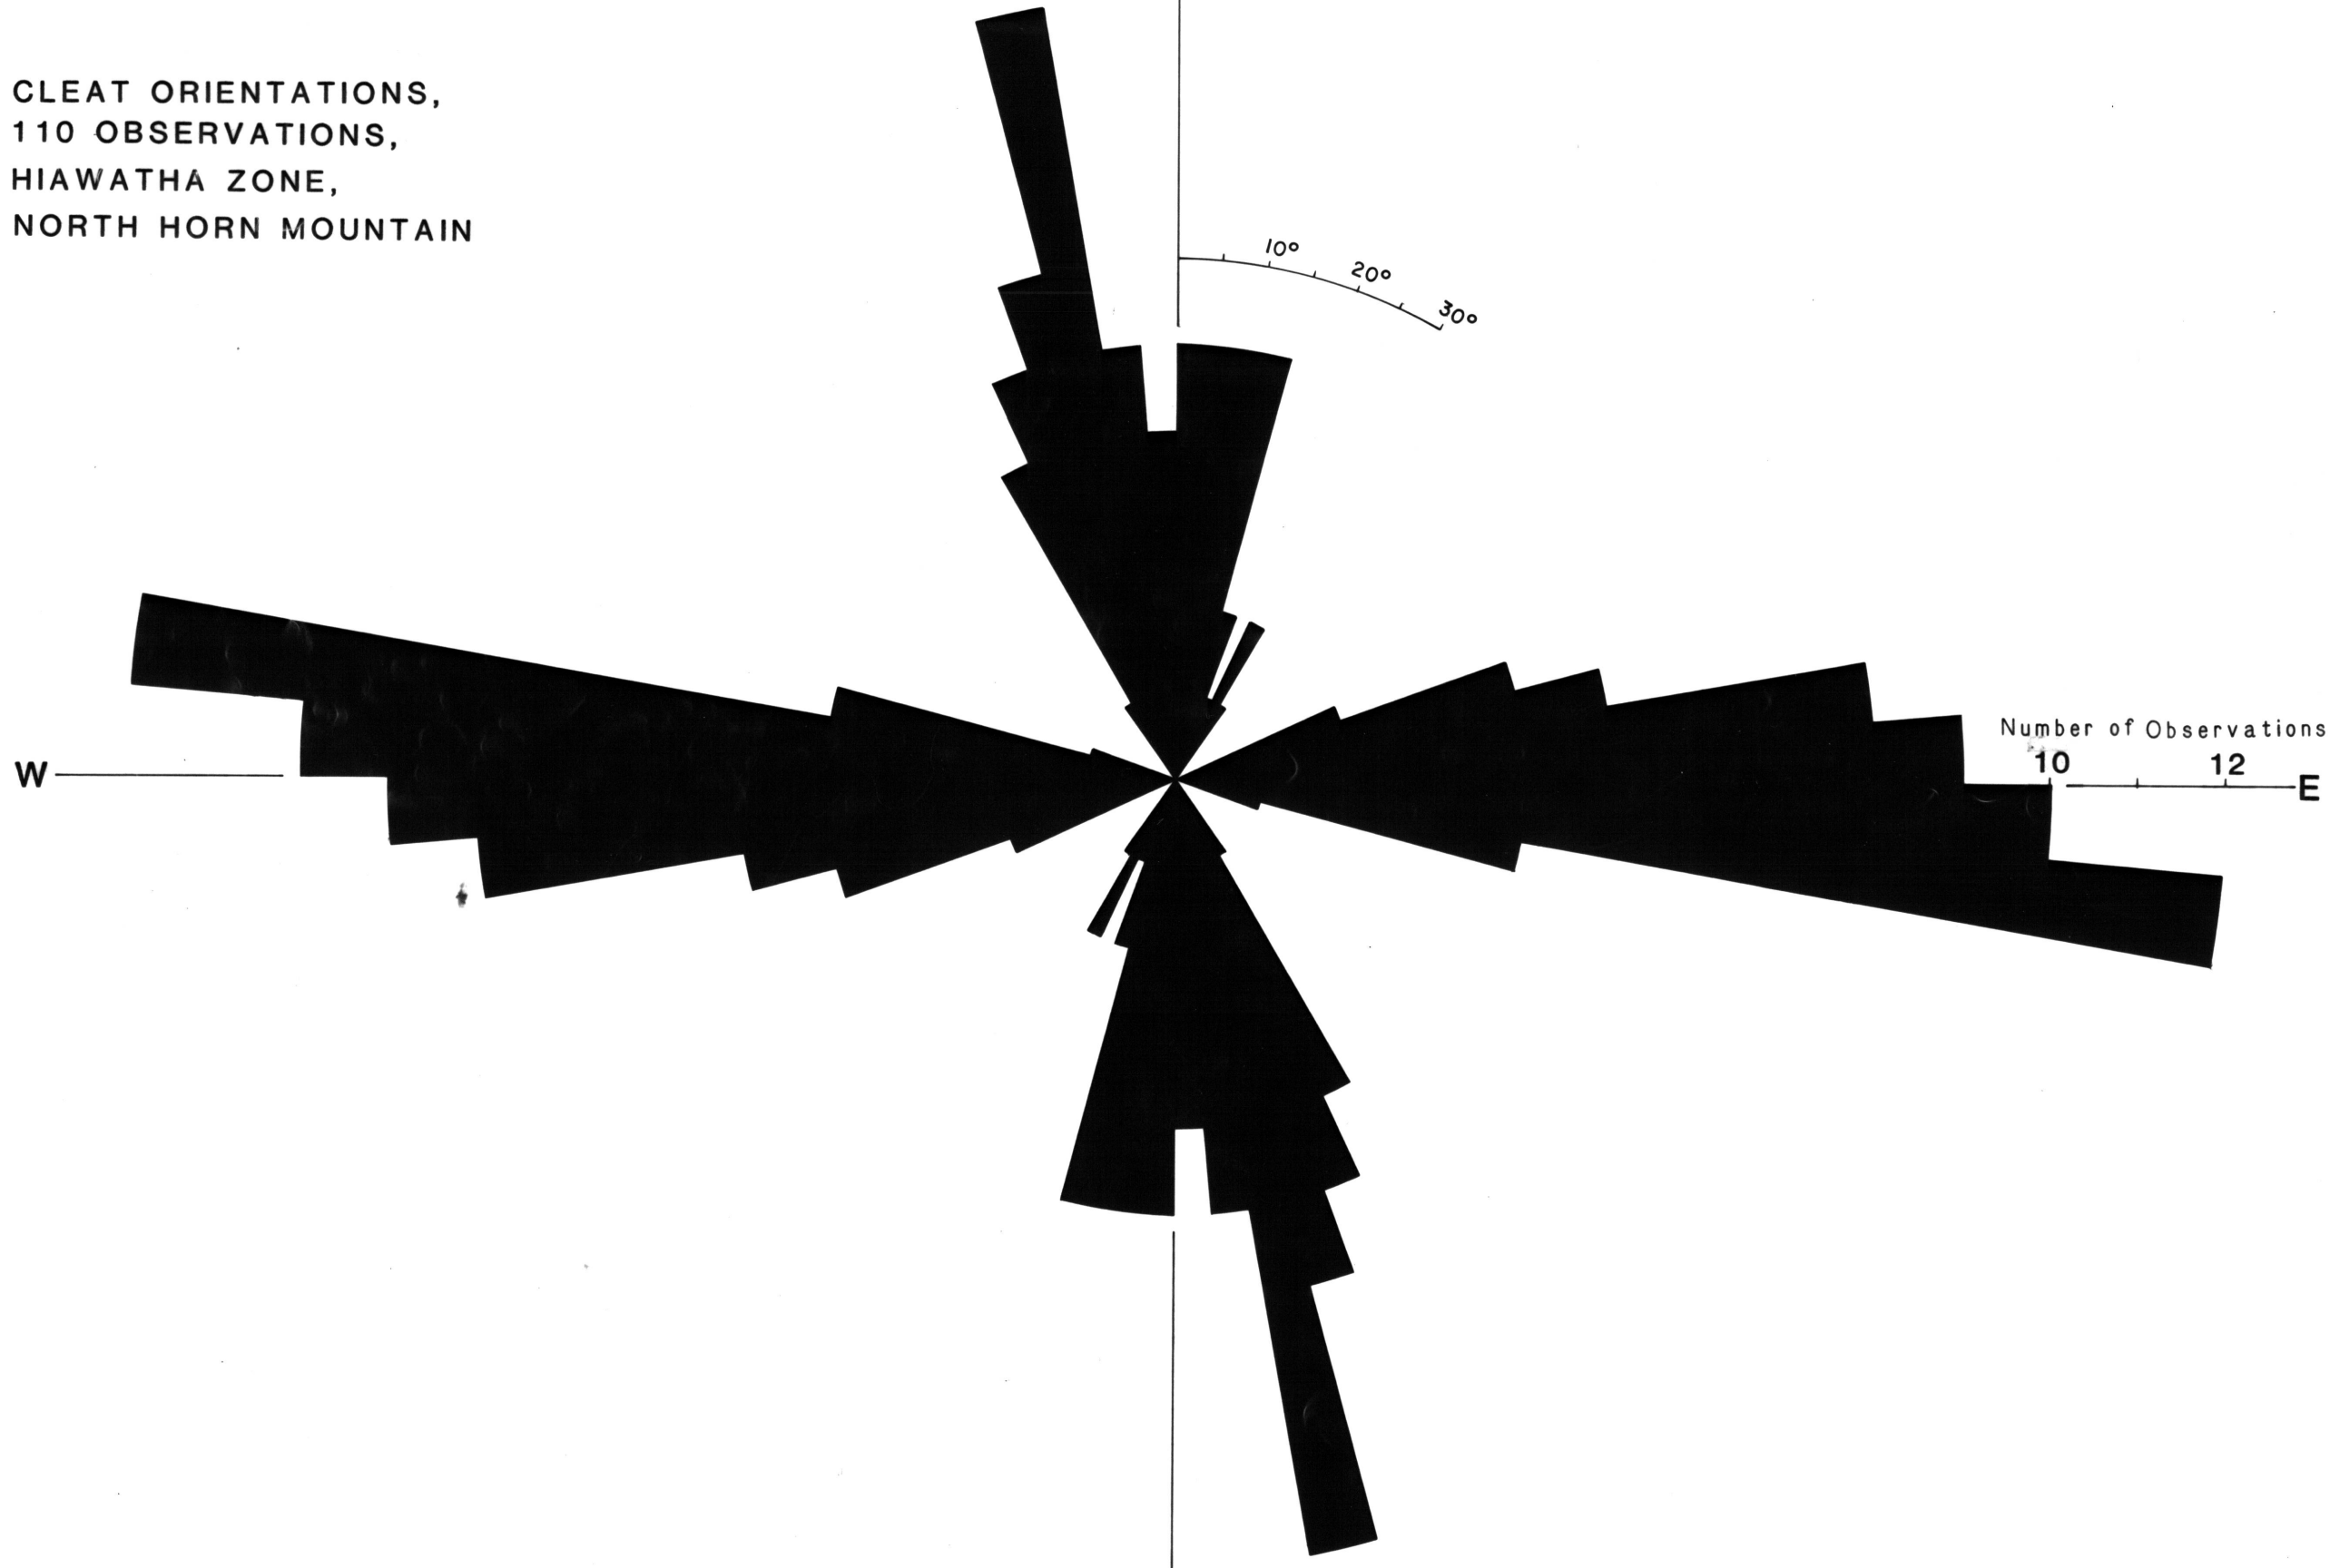 CLEAT ORIENTATIONS,
110 OBSERVATIONS,
HIAWATHA ZONE,
NORTH HORN MOUNTAIN
10°
20°
30°
Number of Observations
10
12
W
E